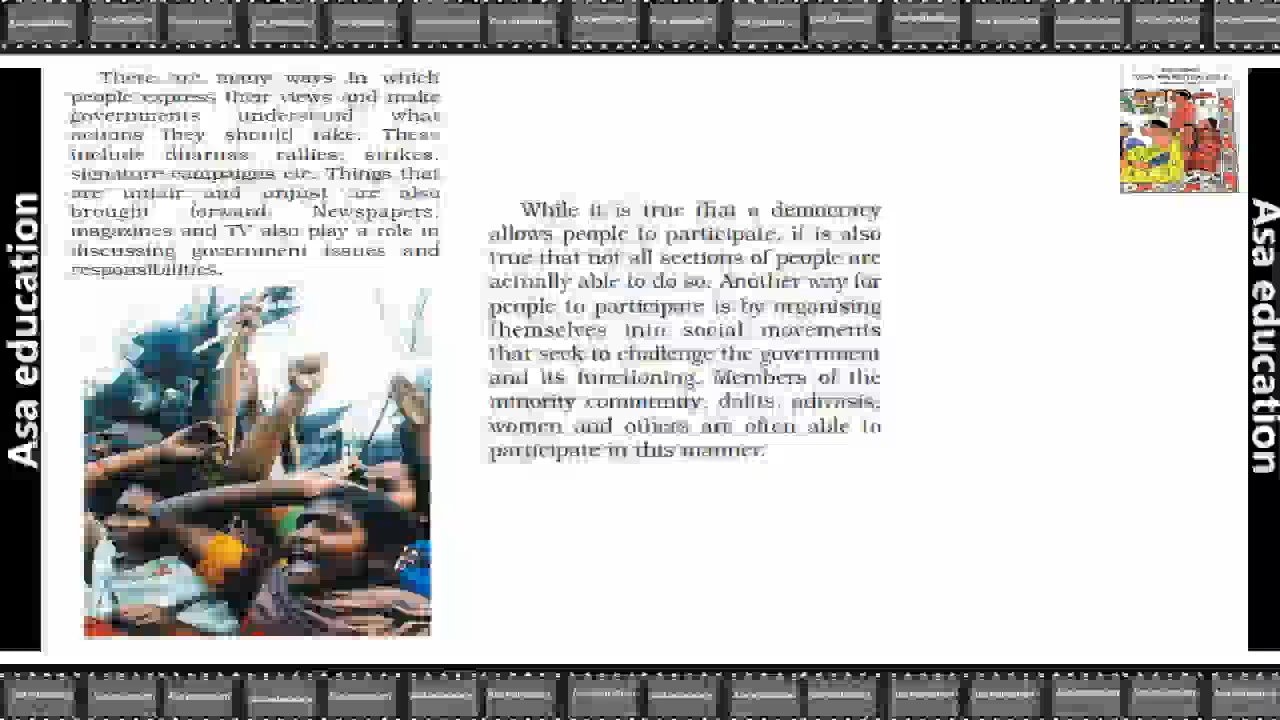 There are many ways in which
people express their views and make
governments understand what
actions they should take. These
include dharnas, rallies, strikes,
signature campaigns etc. Things that
are unfair and unjust are also
brought forward. Newspapers,
magazines and TV also play a role in
discussing government issues and
responsibilities.
While it is true that a democracy
allows people to participate, it is also
true that not all sections of people are
actually able to do so. Another way for
people to participate is by organising
themselves into social movements
that seek to challenge the government
and its functioning. Members of the
minority community, dalits, adivasis,
women and others are often able to
participate in this manner.
Asa education
Asa education